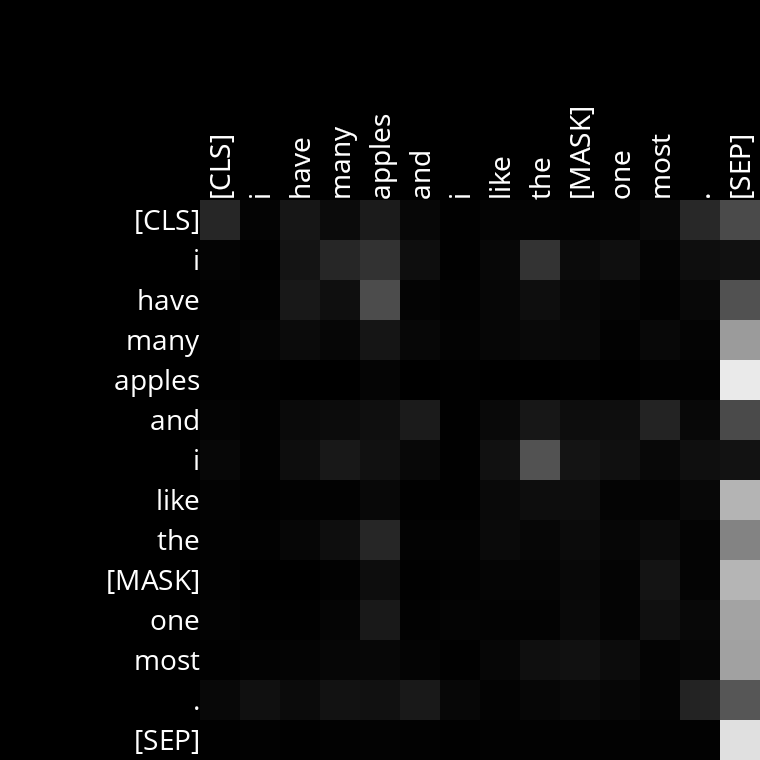 [CLS] i have many apples and i like the [MASK] one most . [SEP]
[CLS]
i
have
many
apples
and
i
like
the
[MASK]
one
most
.
[SEP]